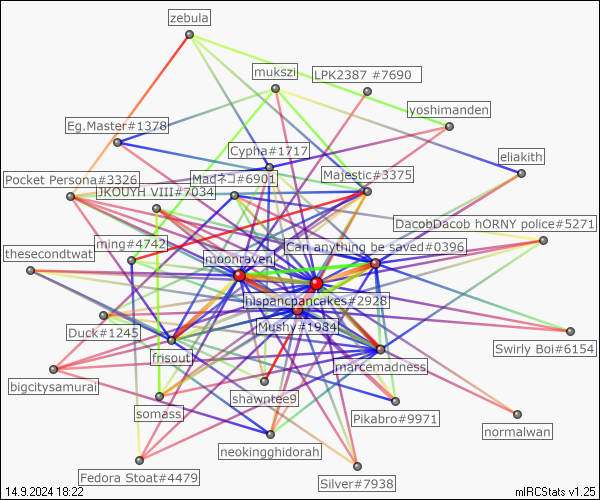 zebula
mukszi
LPK2387 #7690
yoshimanden
Eg.Master#1378
Cypha#1717
eliakith
Pocket Persona#3326
Madネコ#6901
Majestic#3375
JKOUYH VIII#7034
DacobDacob hORNY police#5271
ming#4742
Can anything be saved#0396
thesecondtwat
moonraven
hispancpancakes#2928
Duck#1245
Mushy#1984
Swirly Boi#6154
frisout
marcemadness
bigcitysamurai
shawntee9
somass
Pikabro#9971
normalwan
neokingghidorah
Fedora Stoat#4479
Silver#7938
14.9.2024 18:22
mIRCStats v1.25